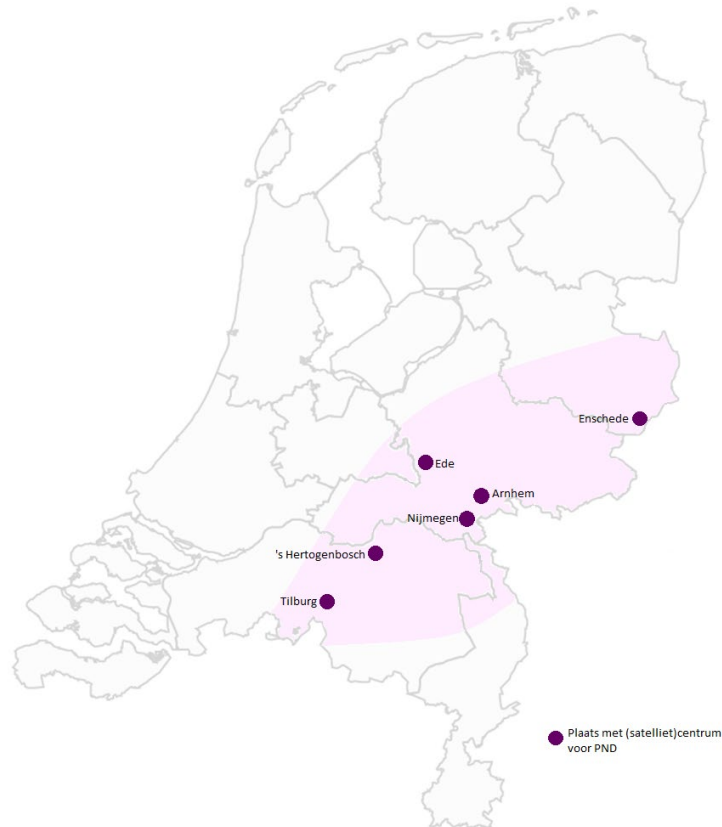 Enschede
Ede
Arnhem
Nijmegen
's Hertogenbosch
Tilburg
Plaats met (satelliet)centrum
voor PND